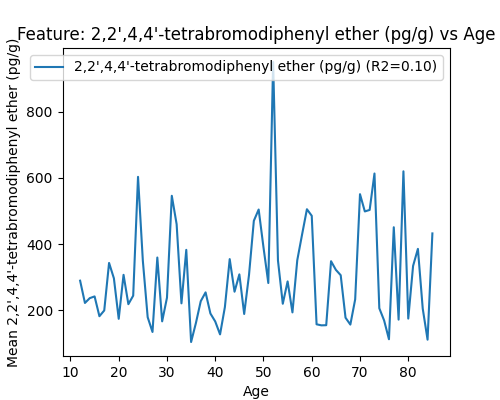 Feature: 2,2',4,4'-tetrabromodiphenyl ether (pg/g) vs Age
2,2',4,4'-tetrabromodiphenyl ether (pg/g) (R2=0.10)
Mean 2,2',4,4'-tetrabromodiphenyl ether (pg/g)
800
600
400
200
10 20 30 40 50 60 70 80
Age